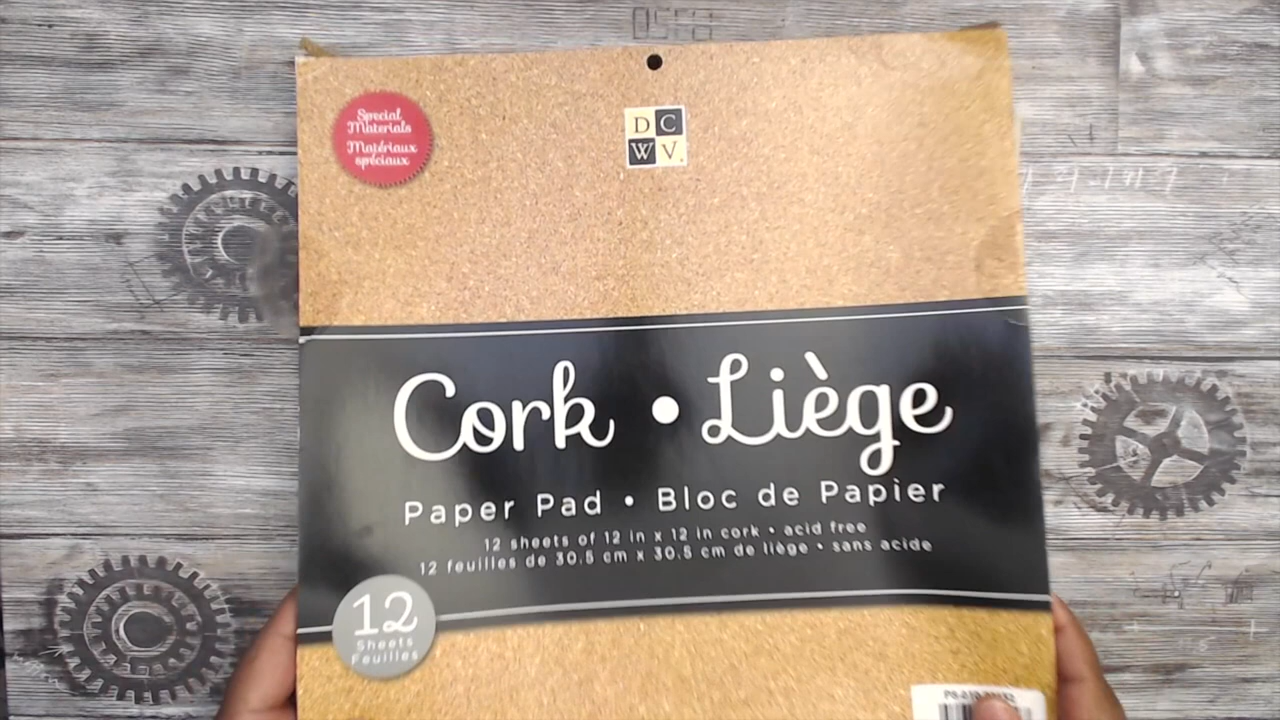 Special
Materials
Matériaux
spéciaux
D C
W V
Cork • Liège
Paper Pad • Bloc de Papier
12 sheets of 12 in x 12 in cork • acid free
12 feuilles de 30.5 cm x 30.5 cm de liège • sans acide
12
Sheets
Feuilles